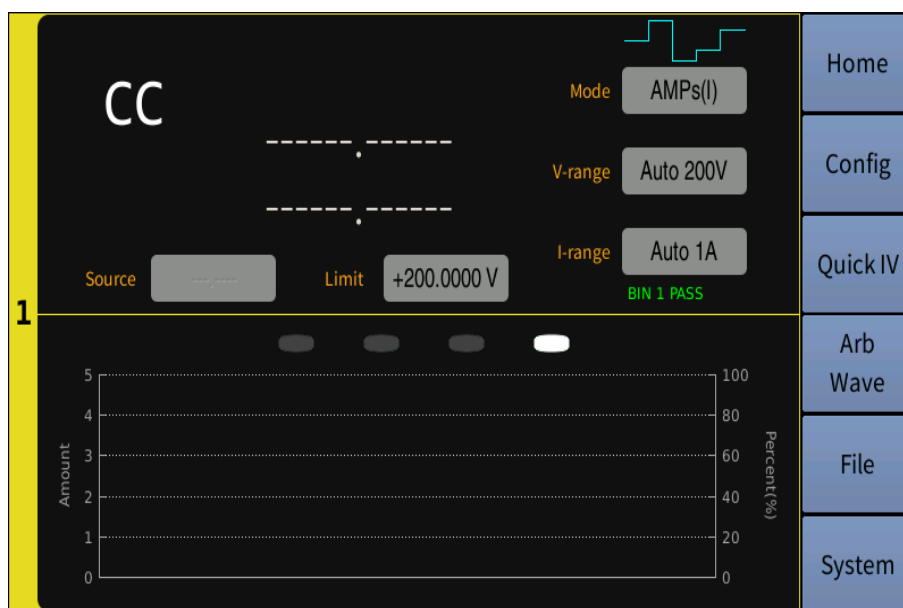 1
CC
Mode AMPs(I)
------.------
V-range Auto 200V
------.------
I-range Auto 1A
Source ---.----
Limit +200.0000 V
BIN 1 PASS
Amount
5
4
3
2
1
0
100
80
60
40
20
0
Percent(%)
Home
Config
Quick IV
Arb
Wave
File
System